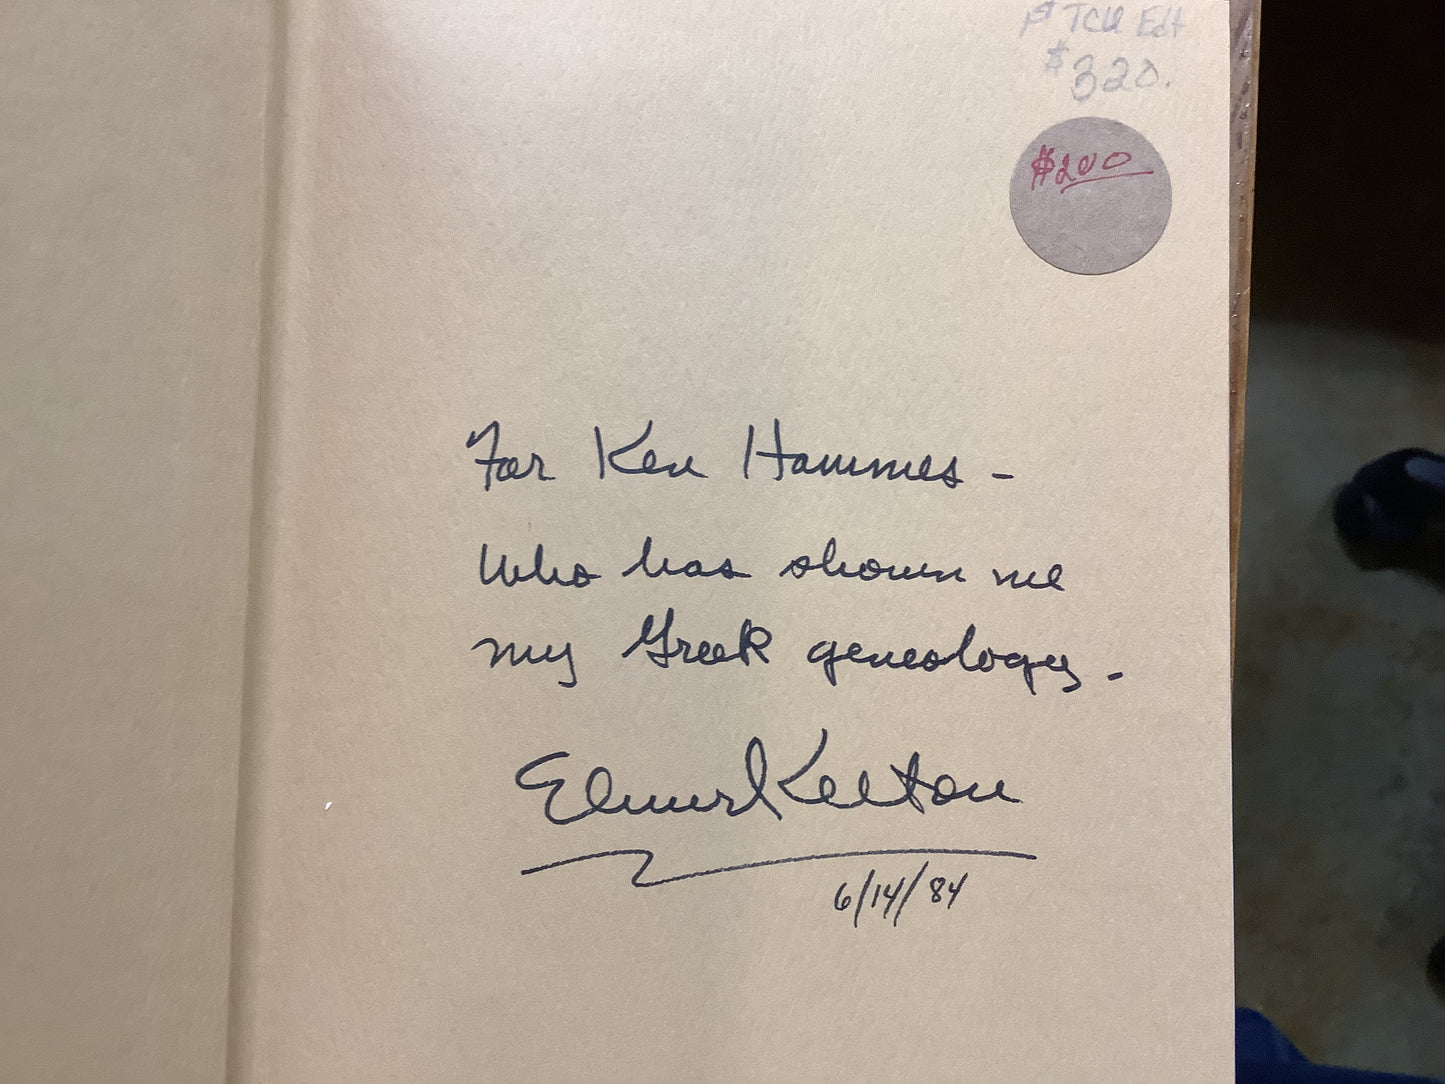 1st TCU Edt
$320.
$200
For Ken Hammes -
Who has shown me
my Greek geneology.
Elmer Kelton
6/14/84